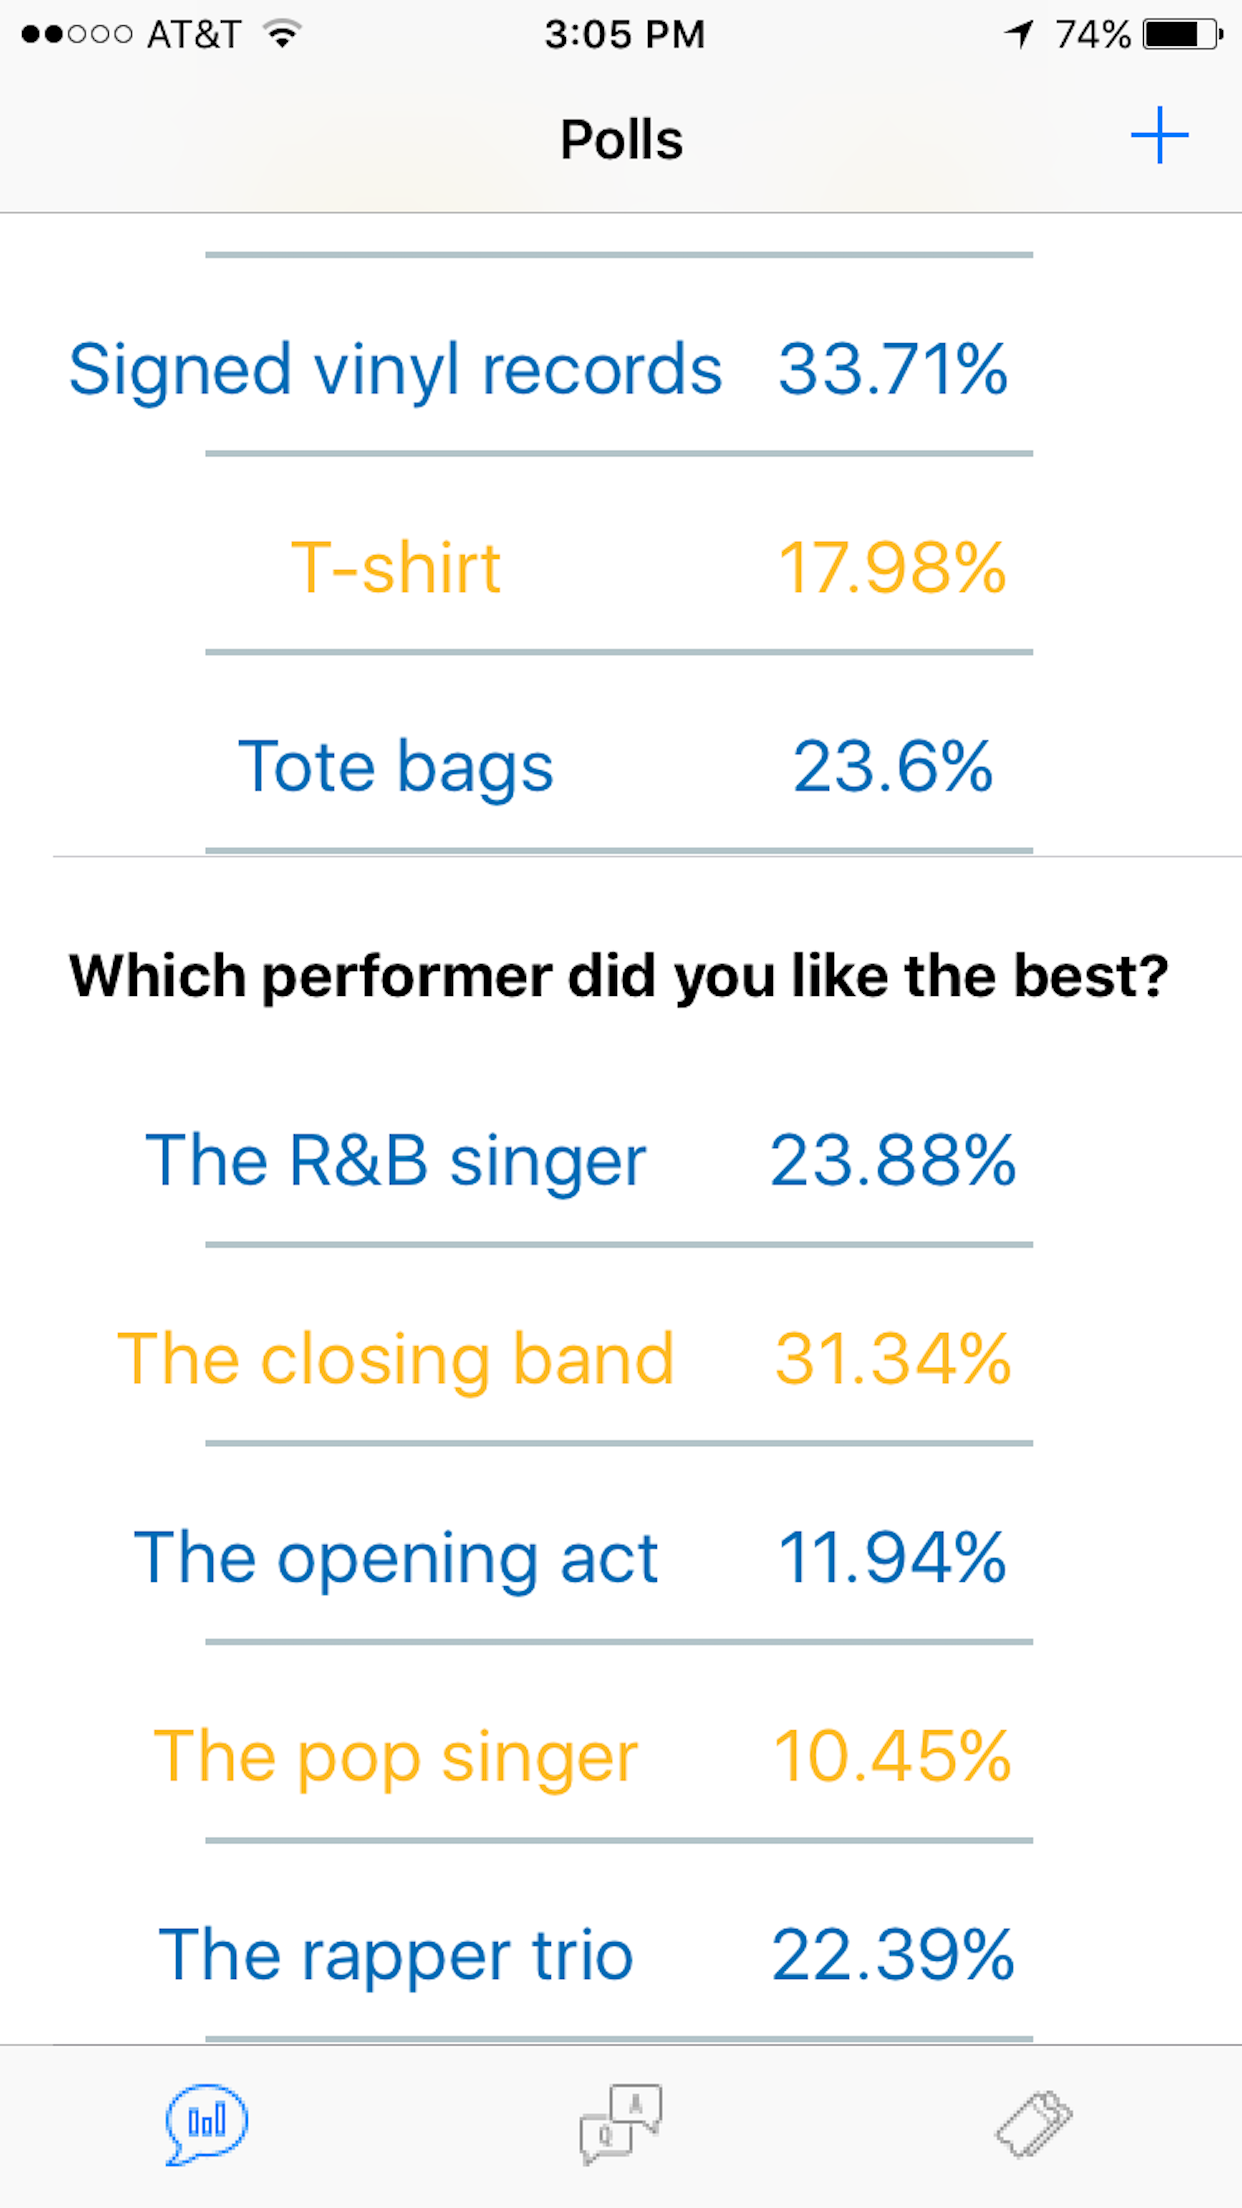 AT&T 3:05 PM 74%
Polls
Signed vinyl records 33.71%
T-shirt 17.98%
Tote bags 23.6%
Which performer did you like the best?
The R&B singer 23.88%
The closing band 31.34%
The opening act 11.94%
The pop singer 10.45%
The rapper trio 22.39%
Q A